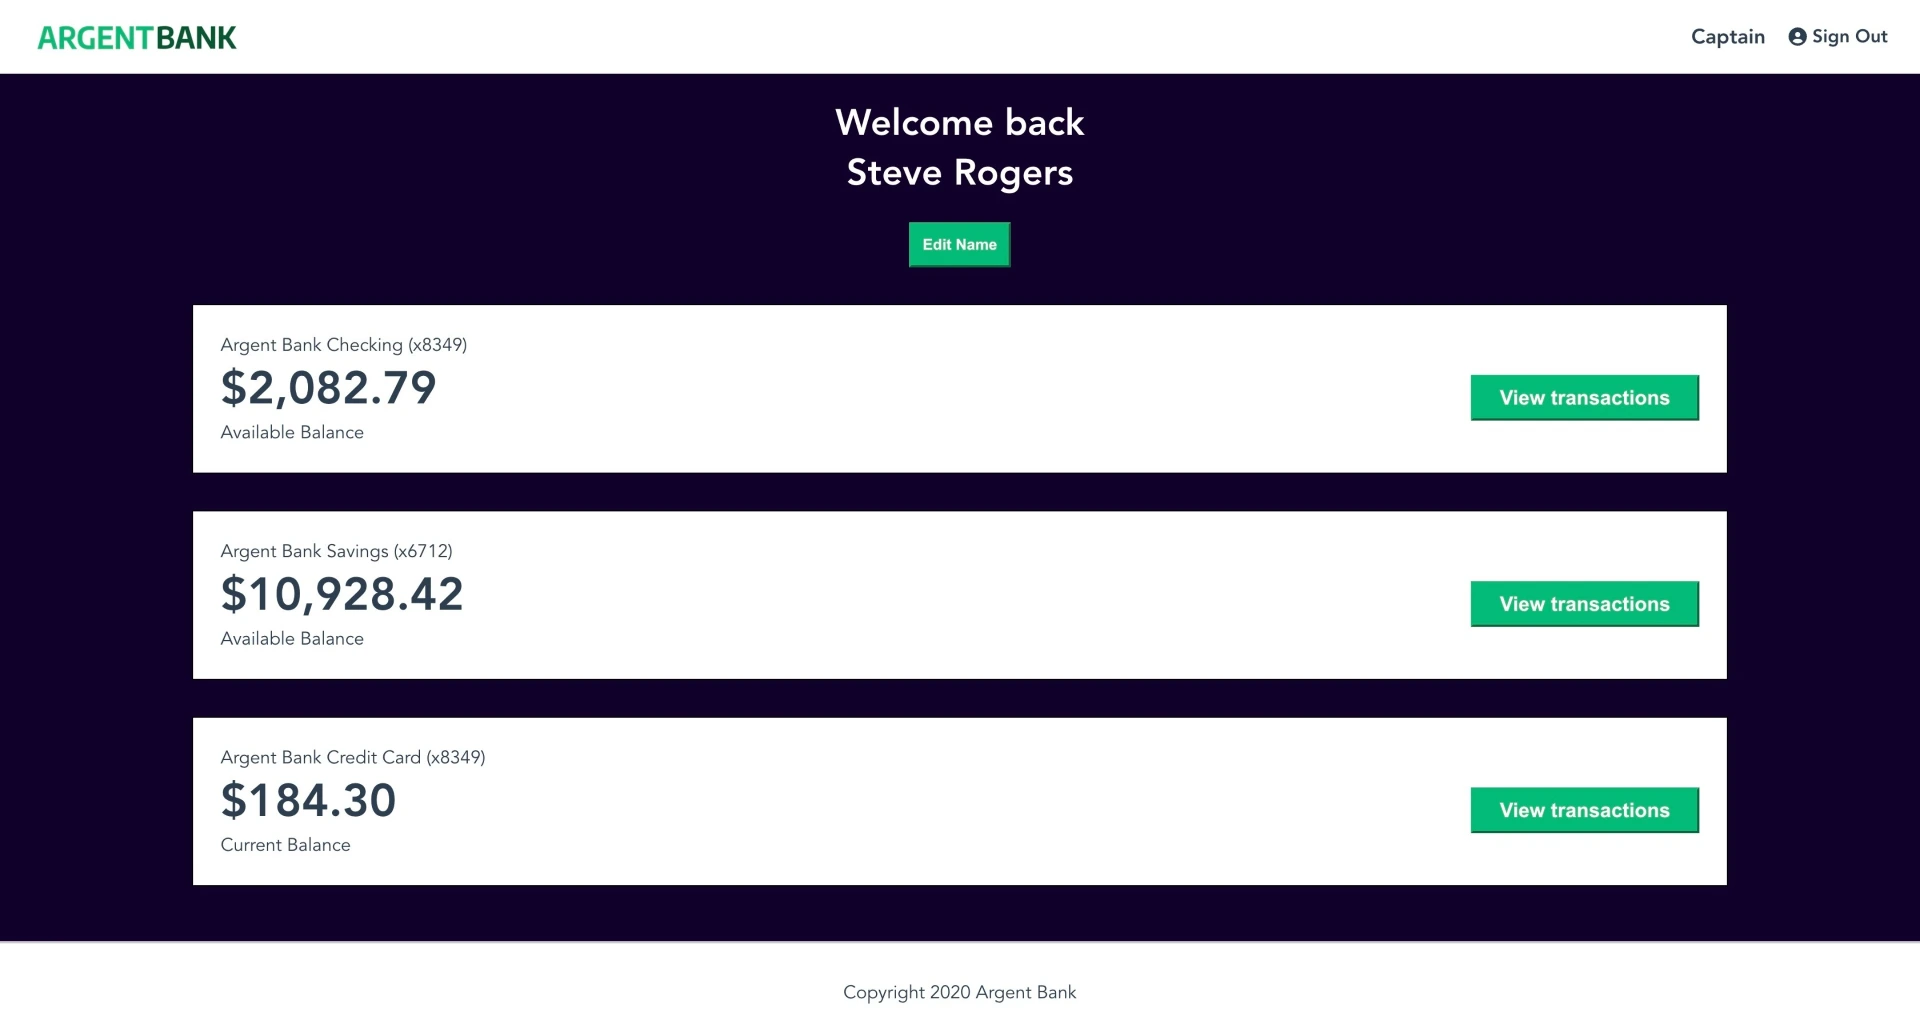 ARGENTBANK
Captain Sign Out
Welcome back
Steve Rogers
Edit Name
Argent Bank Checking (x8349)
$2,082.79
Available Balance
View transactions
Argent Bank Savings (x6712)
$10,928.42
Available Balance
View transactions
Argent Bank Credit Card (x8349)
$184.30
Current Balance
View transactions
Copyright 2020 Argent Bank